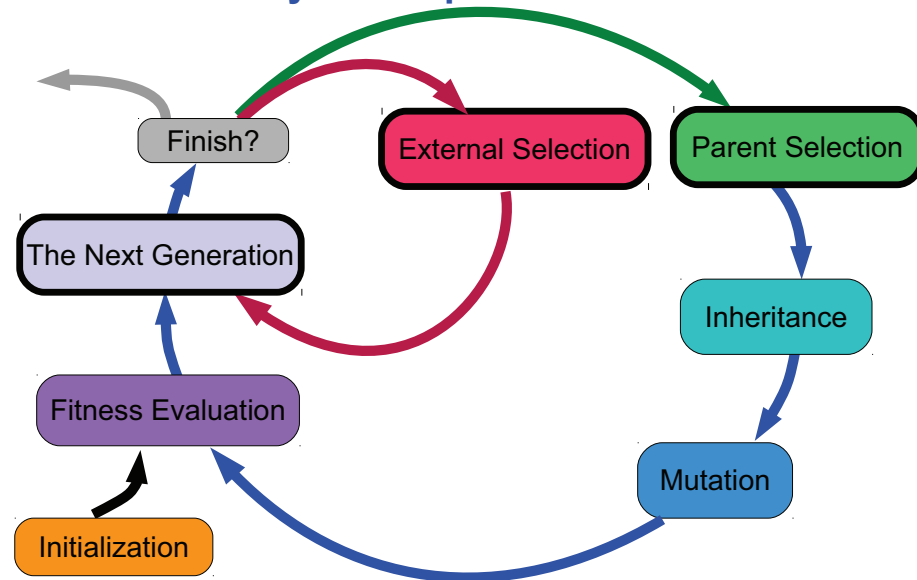 Finish?
External Selection
Parent Selection
The Next Generation
Inheritance
Fitness Evaluation
Mutation
Initialization